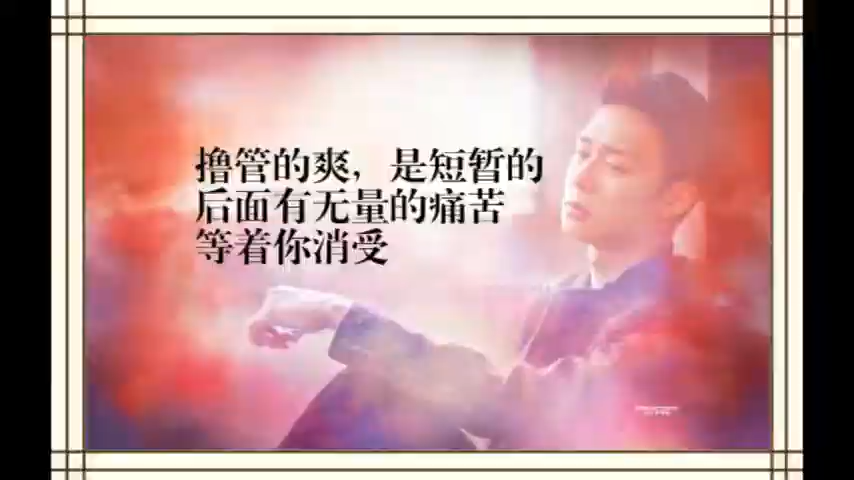 撸管的爽，是短暂的
后面有无量的痛苦
等着你消受